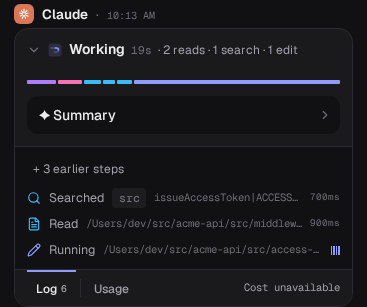 Claude · 10:13 AM
Working 19s · 2 reads · 1 search · 1 edit
Summary
+ 3 earlier steps
Searched src issueAccessToken|ACCESS… 700ms
Read /Users/dev/src/acme-api/src/middlew… 900ms
Running /Users/dev/src/acme-api/src/access-…
Log 6 Usage Cost unavailable